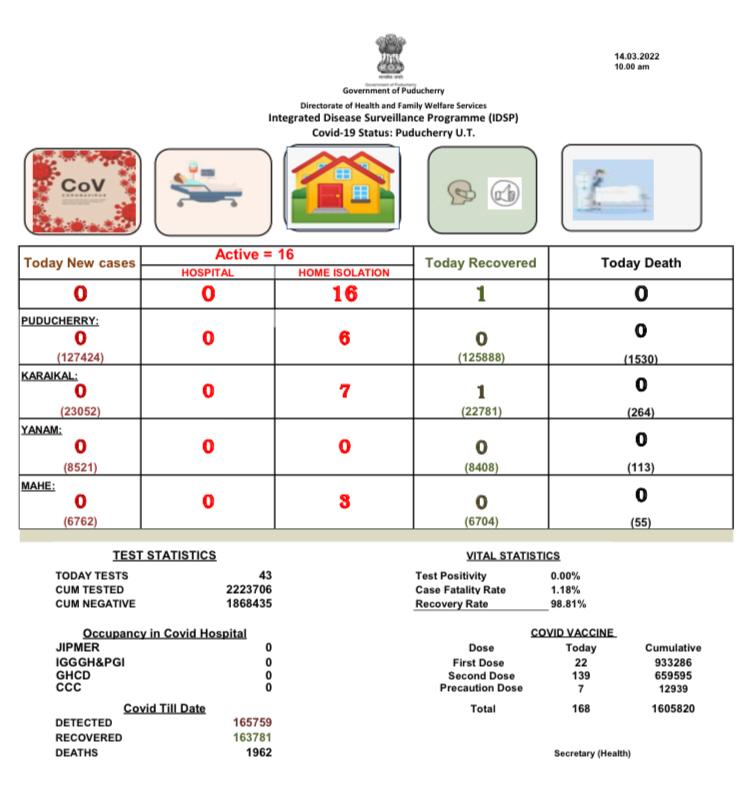 14.03.2022
10.00 am
Government of Puducherry
Government of Puducherry
Directorate of Health and Family Welfare Services
Integrated Disease Surveillance Programme (IDSP)
Covid-19 Status: Puducherry U.T.
CoV
CORONAVIRUS
Today New cases Active = 16 Today Recovered Today Death
HOSPITAL HOME ISOLATION
0 0 16 1 0
PUDUCHERRY:
0 0 6 0 0
(127424) (125888) (1530)
KARAIKAL:
0 0 7 1 0
(23052) (22781) (264)
YANAM:
0 0 0 0 0
(8521) (8408) (113)
MAHE:
0 0 3 0 0
(6762) (6704) (55)
TEST STATISTICS
TODAY TESTS 43
CUM TESTED 2223706
CUM NEGATIVE 1868435
VITAL STATISTICS
Test Positivity 0.00%
Case Fatality Rate 1.18%
Recovery Rate 98.81%
Occupancy in Covid Hospital
JIPMER 0
IGGGH&PGI 0
GHCD 0
CCC 0
COVID VACCINE
Dose Today Cumulative
First Dose 22 933286
Second Dose 139 659595
Precaution Dose 7 12939
Total 168 1605820
Covid Till Date
DETECTED 165759
RECOVERED 163781
DEATHS 1962
Secretary (Health)